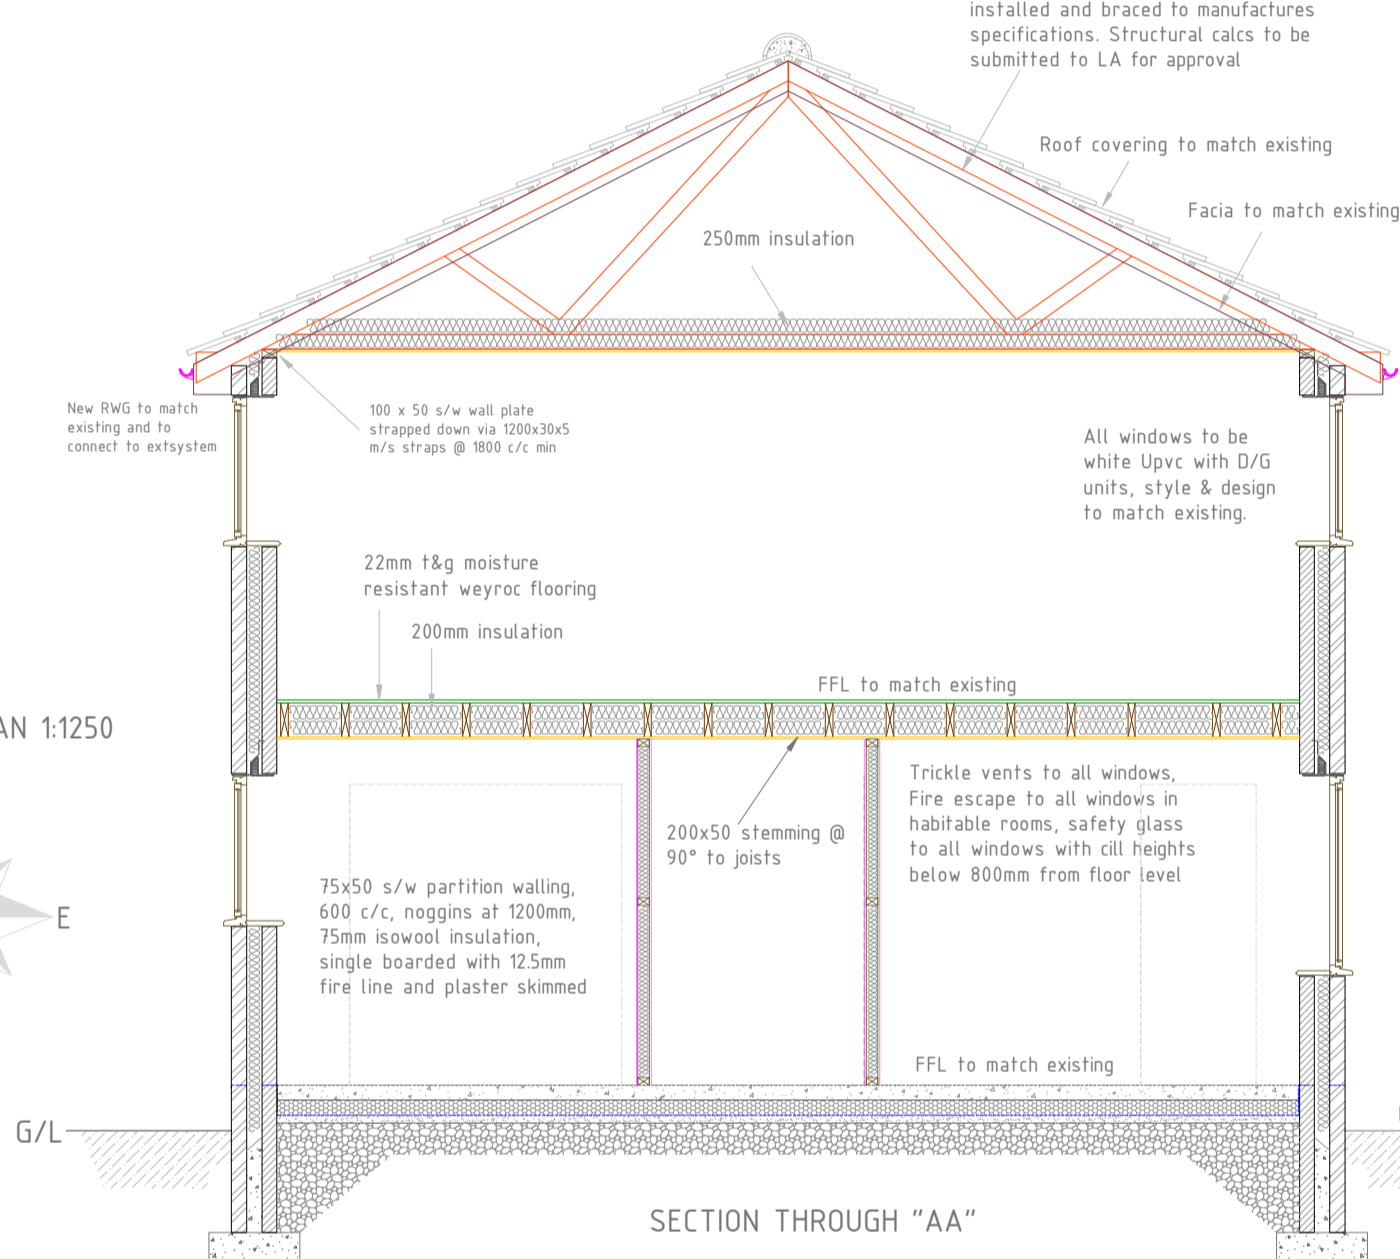 installed and braced to manufactures
specifications. Structural calcs to be
submitted to LA for approval
Roof covering to match existing
Facia to match existing
250mm insulation
New RWG to match
existing and to
connect to extsystem
100 x 50 s/w wall plate
strapped down via 1200x30x5
m/s straps @ 1800 c/c min
All windows to be
white Upvc with D/G
units, style & design
to match existing.
22mm t&g moisture
resistant weyroc flooring
200mm insulation
FFL to match existing
AN 1:1250
200x50 stemming @
90° to joists
Trickle vents to all windows,
Fire escape to all windows in
habitable rooms, safety glass
to all windows with cill heights
below 800mm from floor level
75x50 s/w partition walling,
600 c/c, noggins at 1200mm,
75mm isowool insulation,
single boarded with 12.5mm
fire line and plaster skimmed
E
FFL to match existing
G/L
SECTION THROUGH "AA"